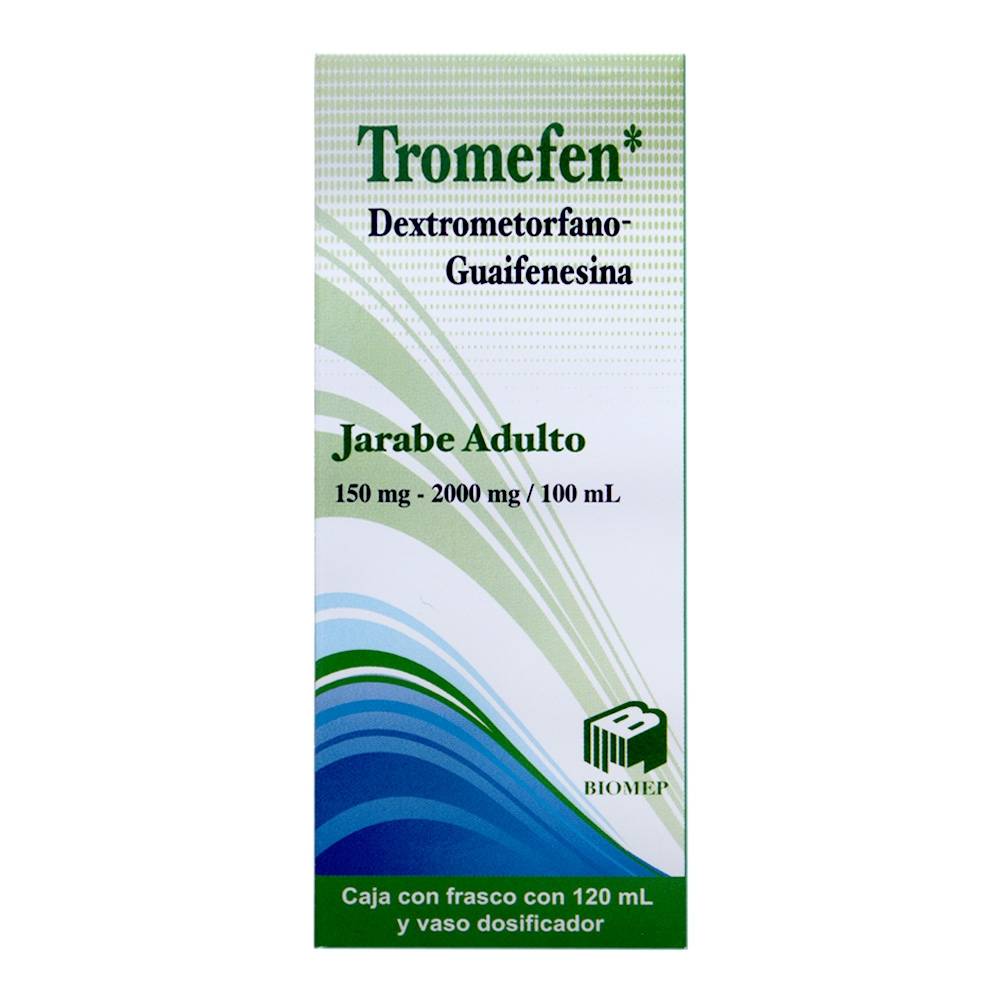 Tromefen*
Dextrometorfano-
Guaifenesina
Jarabe Adulto
150 mg - 2000 mg / 100 mL
BIOMEP
Caja con frasco con 120 mL
y vaso dosificador